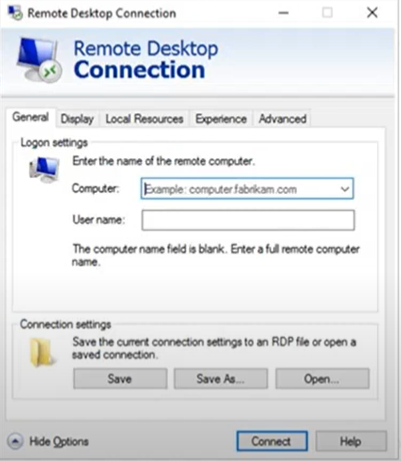 Remote Desktop Connection
Remote Desktop
Connection
General Display Local Resources Experience Advanced
Logon settings
Enter the name of the remote computer.
Computer: Example: computer.fabrikam.com
User name:
The computer name field is blank. Enter a full remote computer
name.
Connection settings
Save the current connection settings to an RDP file or open a
saved connection.
Save Save As... Open...
Hide Options Connect Help